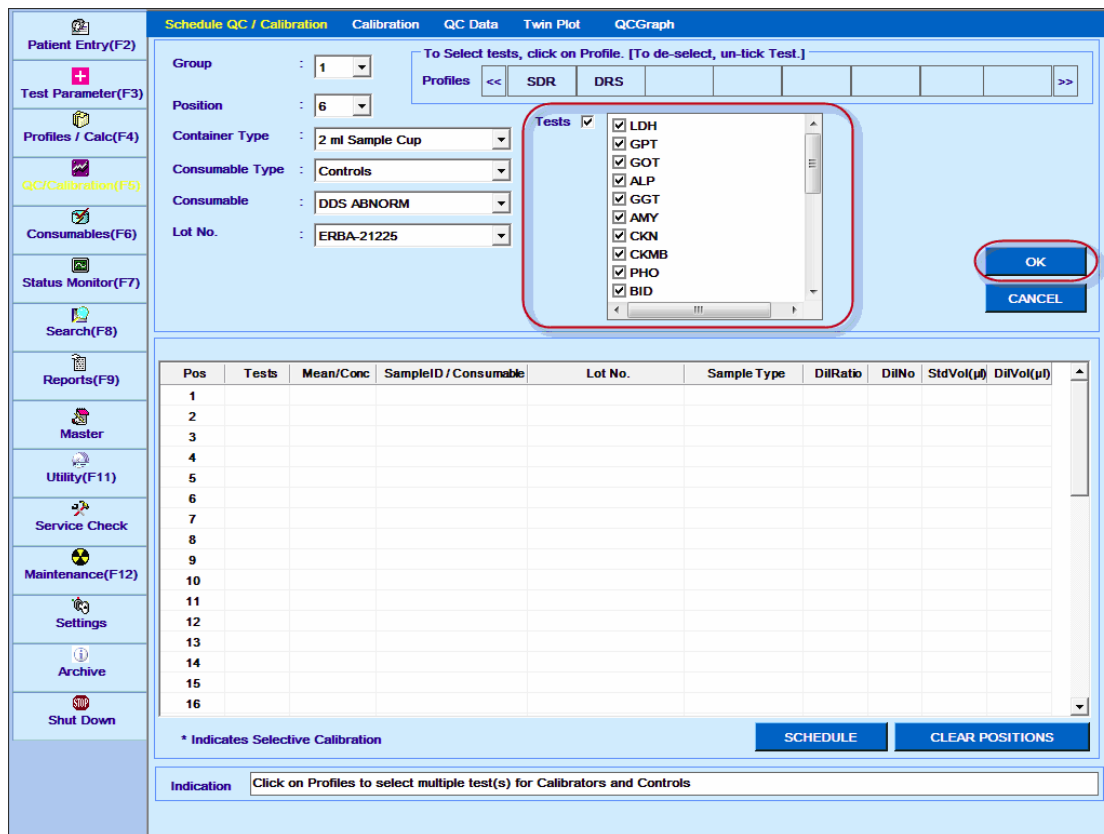 Schedule QC / Calibration Calibration QC Data Twin Plot QCGraph
Patient Entry(F2)
Test Parameter(F3)
Profiles / Calc(F4)
QC/Calibration(F5)
Consumables(F6)
Status Monitor(F7)
Search(F8)
Reports(F9)
Master
Utility(F11)
Service Check
Maintenance(F12)
Settings
Archive
STOP
Shut Down
Group : 1
Position : 6
Container Type : 2 ml Sample Cup
Consumable Type : Controls
Consumable : DDS ABNORM
Lot No. : ERBA-21225
To Select tests, click on Profile. [To de-select, un-tick Test.]
Profiles << SDR DRS >>
Tests
LDH
GPT
GOT
ALP
GGT
AMY
CKN
CKMB
PHO
BID
OK
CANCEL
Pos Tests Mean/Conc SampleID / Consumable Lot No. Sample Type DilRatio DilNo StdVol(µl) DilVol(µl)
1
2
3
4
5
6
7
8
9
10
11
12
13
14
15
16
* Indicates Selective Calibration
SCHEDULE CLEAR POSITIONS
Indication Click on Profiles to select multiple test(s) for Calibrators and Controls